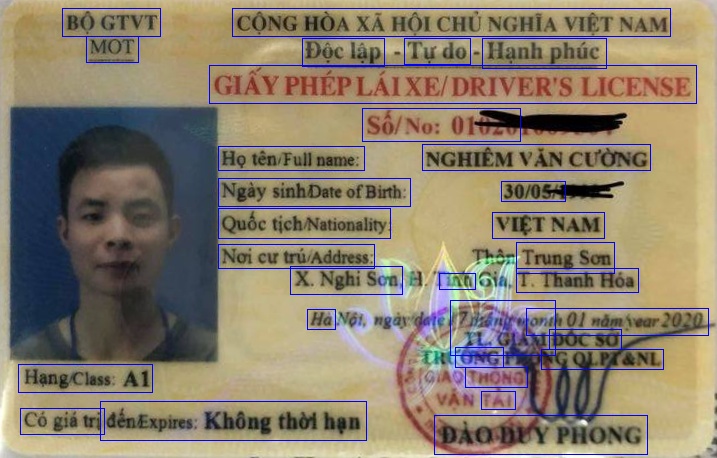 BỘ GTVT
MOT
CỘNG HÒA XÃ HỘI CHỦ NGHĨA VIỆT NAM
Độc lập - Tự do - Hạnh phúc
GIẤY PHÉP LÁI XE/DRIVER'S LICENSE
Số/No:
Họ tên/Full name: NGHIÊM VĂN CƯỜNG
Ngày sinh/Date of Birth: 30/05/
Quốc tịch/Nationality: VIỆT NAM
Nơi cư trú/Address: Thôn Trung Sơn
X. Nghi Sơn, H. Tĩnh Gia, T. Thanh Hóa
Hà Nội, ngày/date 17 tháng/month 01 năm/year 2020
TL. GIÁM ĐỐC SỞ
TRƯỞNG PHÒNG QLPT&NL
GIAO THÔNG
VẬN TẢI
Hạng/Class: A1
Có giá trị đến/Expires: Không thời hạn
ĐÀO DUY PHONG